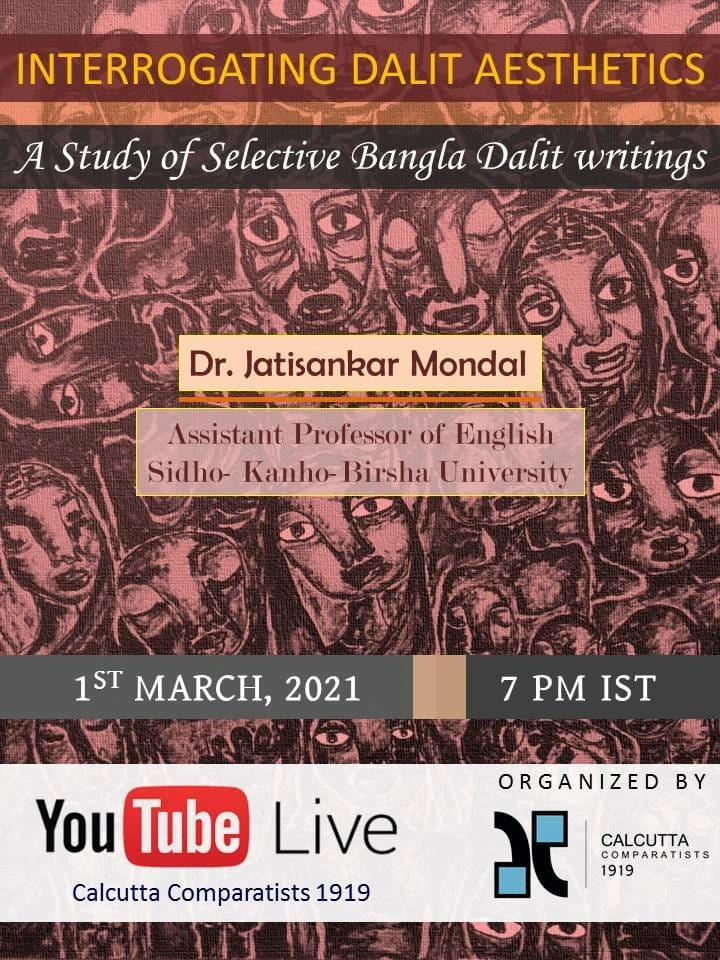 INTERROGATING DALIT AESTHETICS
A Study of Selective Bangla Dalit writings
Dr. Jatisankar Mondal
Assistant Professor of English
Sidho- Kanho-Birsha University
1ST MARCH, 2021
7 PM IST
ORGANIZED BY
YouTube Live
Calcutta Comparatists 1919
CALCUTTA
COMPARATISTS
1919